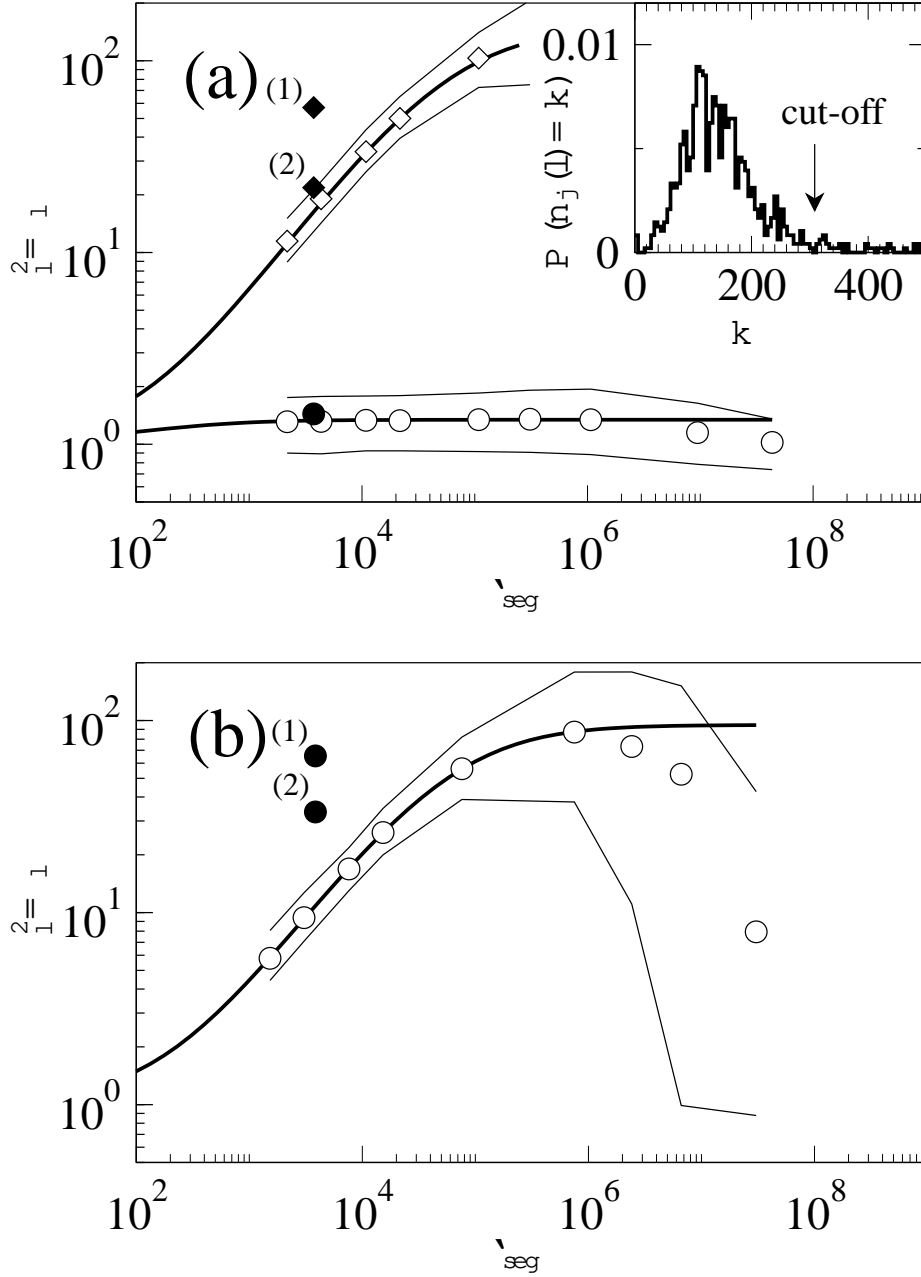 (a)
(1)
(2)
10^2
10^1
10^0
2 = l
l
10^2
10^4
10^6
10^8
` seg
0.01
0
P (n_j (l) = k)
cut-off
0
200
400
k
(b)
(1)
(2)
10^2
10^1
10^0
2 = l
l
10^2
10^4
10^6
10^8
` seg